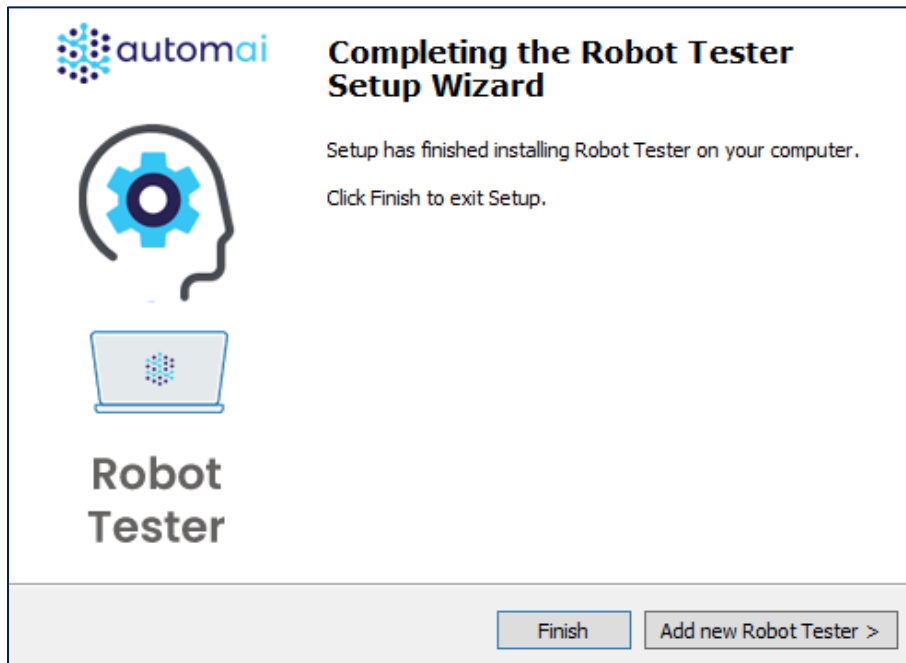 automai
Completing the Robot Tester
Setup Wizard
Setup has finished installing Robot Tester on your computer.
Click Finish to exit Setup.
Robot
Tester
Finish
Add new Robot Tester >